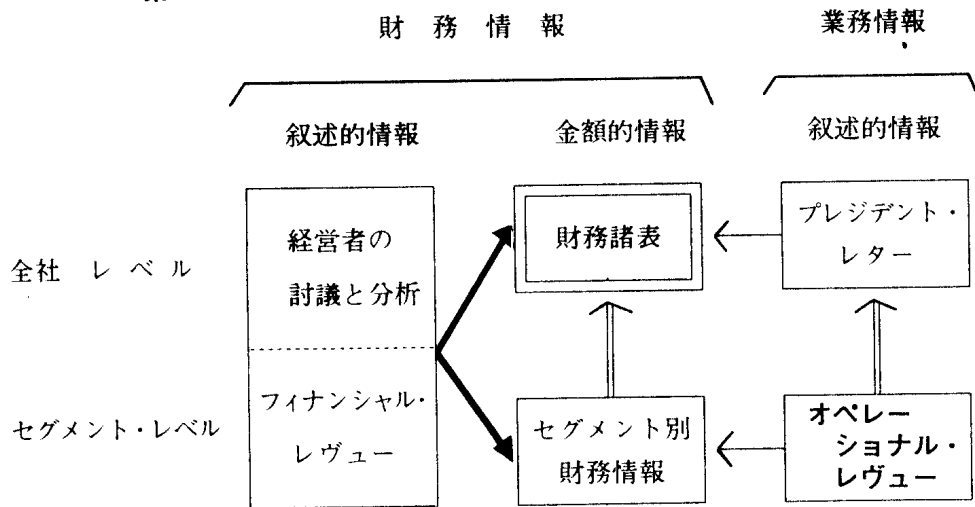 財務情報
業務情報
叙述的情報
金額的情報
叙述的情報
全社レベル
経営者の
討議と分析
財務諸表
プレジデント・
レター
セグメント・レベル
フィナンシャル・
レヴュー
セグメント別
財務情報
オペレー
ショナル・
レヴュー